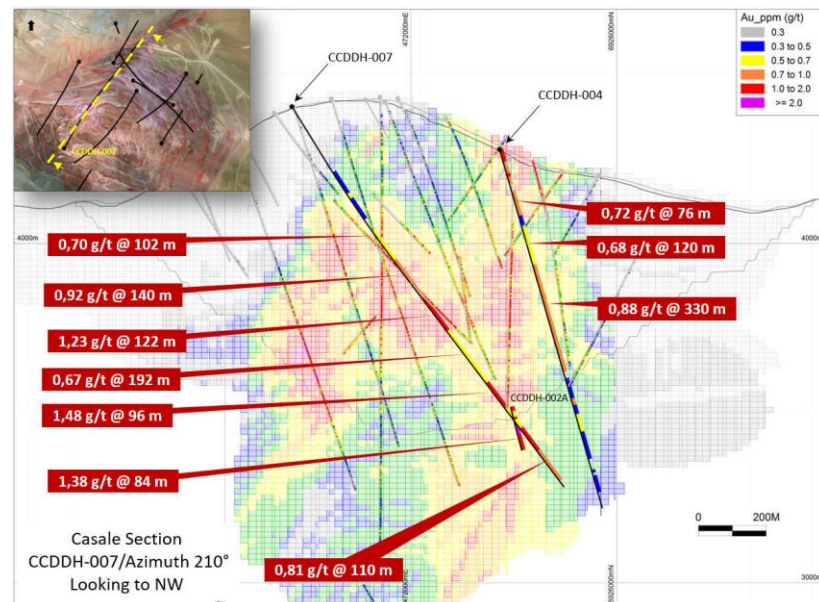 Au_ppm (g/t)
0.3
0.3 to 0.5
0.5 to 0.7
0.7 to 1.0
1.0 to 2.0
>= 2.0
472000mE
6926000mN
CCDDH-007
CCDDH-007
CCDDH-004
4000m
4000m
0,70 g/t @ 102 m
0,92 g/t @ 140 m
1,23 g/t @ 122 m
0,67 g/t @ 192 m
1,48 g/t @ 96 m
1,38 g/t @ 84 m
0,72 g/t @ 76 m
0,68 g/t @ 120 m
0,88 g/t @ 330 m
CCDDH-002A
0,81 g/t @ 110 m
Casale Section
CCDDH-007/Azimuth 210°
Looking to NW
0
200M
3000m
472000mE
6926000mN